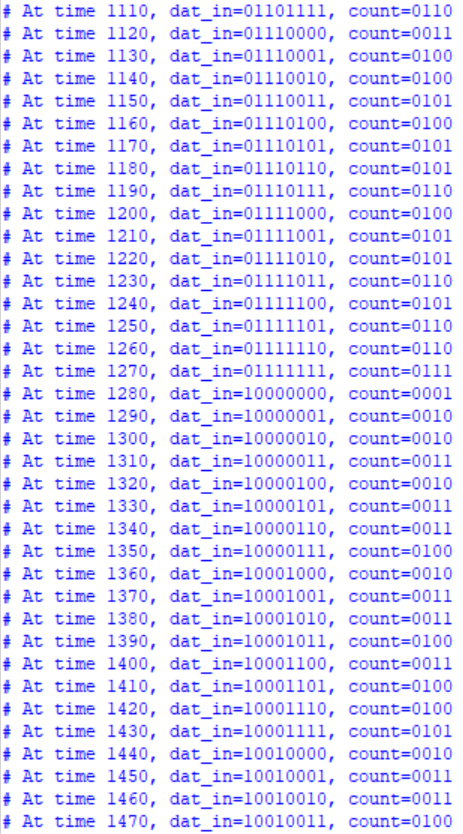 # At time 1110, dat_in=01101111, count=0110
# At time 1120, dat_in=01110000, count=0011
# At time 1130, dat_in=01110001, count=0100
# At time 1140, dat_in=01110010, count=0100
# At time 1150, dat_in=01110011, count=0101
# At time 1160, dat_in=01110100, count=0100
# At time 1170, dat_in=01110101, count=0101
# At time 1180, dat_in=01110110, count=0101
# At time 1190, dat_in=01110111, count=0110
# At time 1200, dat_in=01111000, count=0100
# At time 1210, dat_in=01111001, count=0101
# At time 1220, dat_in=01111010, count=0101
# At time 1230, dat_in=01111011, count=0110
# At time 1240, dat_in=01111100, count=0101
# At time 1250, dat_in=01111101, count=0110
# At time 1260, dat_in=01111110, count=0110
# At time 1270, dat_in=01111111, count=0111
# At time 1280, dat_in=10000000, count=0001
# At time 1290, dat_in=10000001, count=0010
# At time 1300, dat_in=10000010, count=0010
# At time 1310, dat_in=10000011, count=0011
# At time 1320, dat_in=10000100, count=0010
# At time 1330, dat_in=10000101, count=0011
# At time 1340, dat_in=10000110, count=0011
# At time 1350, dat_in=10000111, count=0100
# At time 1360, dat_in=10001000, count=0010
# At time 1370, dat_in=10001001, count=0011
# At time 1380, dat_in=10001010, count=0011
# At time 1390, dat_in=10001011, count=0100
# At time 1400, dat_in=10001100, count=0011
# At time 1410, dat_in=10001101, count=0100
# At time 1420, dat_in=10001110, count=0100
# At time 1430, dat_in=10001111, count=0101
# At time 1440, dat_in=10010000, count=0010
# At time 1450, dat_in=10010001, count=0011
# At time 1460, dat_in=10010010, count=0011
# At time 1470, dat_in=10010011, count=0100